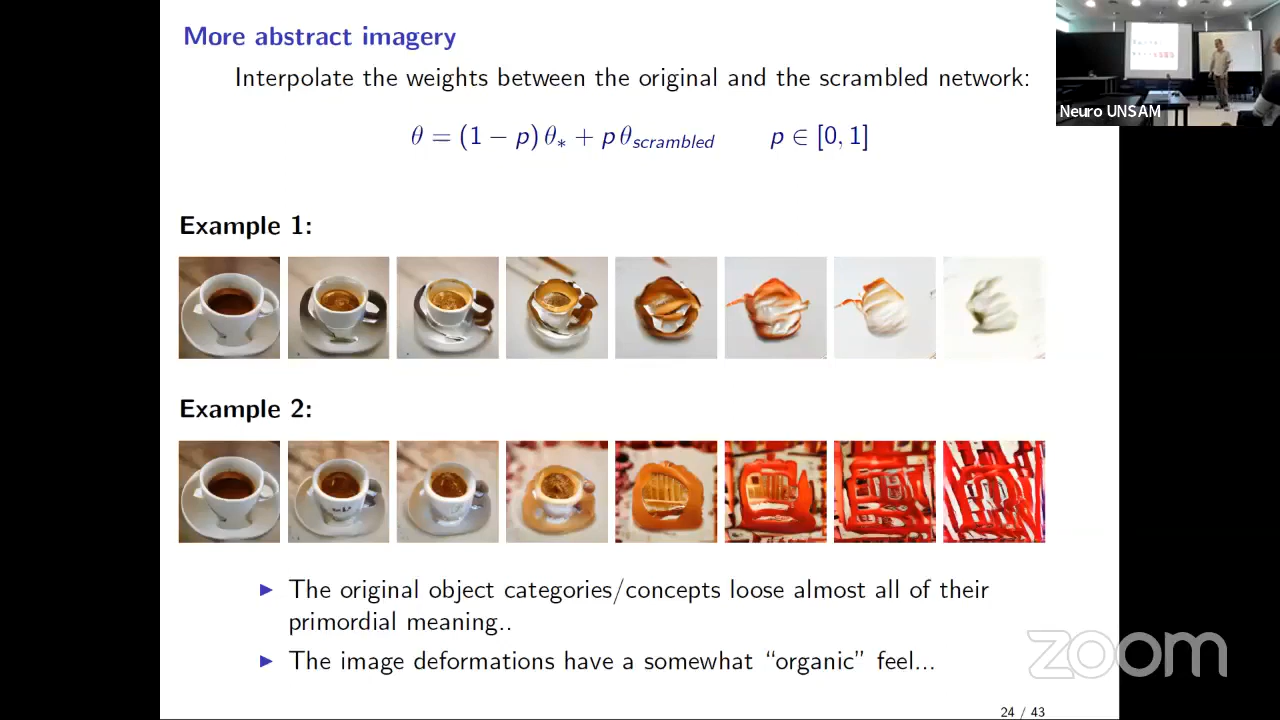 More abstract imagery
Interpolate the weights between the original and the scrambled network:
θ = (1 − p) θ∗ + p θscrambled p ∈ [0, 1]
Neuro UNSAM
Example 1:
Example 2:
▶ The original object categories/concepts loose almost all of their
primordial meaning..
▶ The image deformations have a somewhat “organic” feel...
zoom
24 / 43